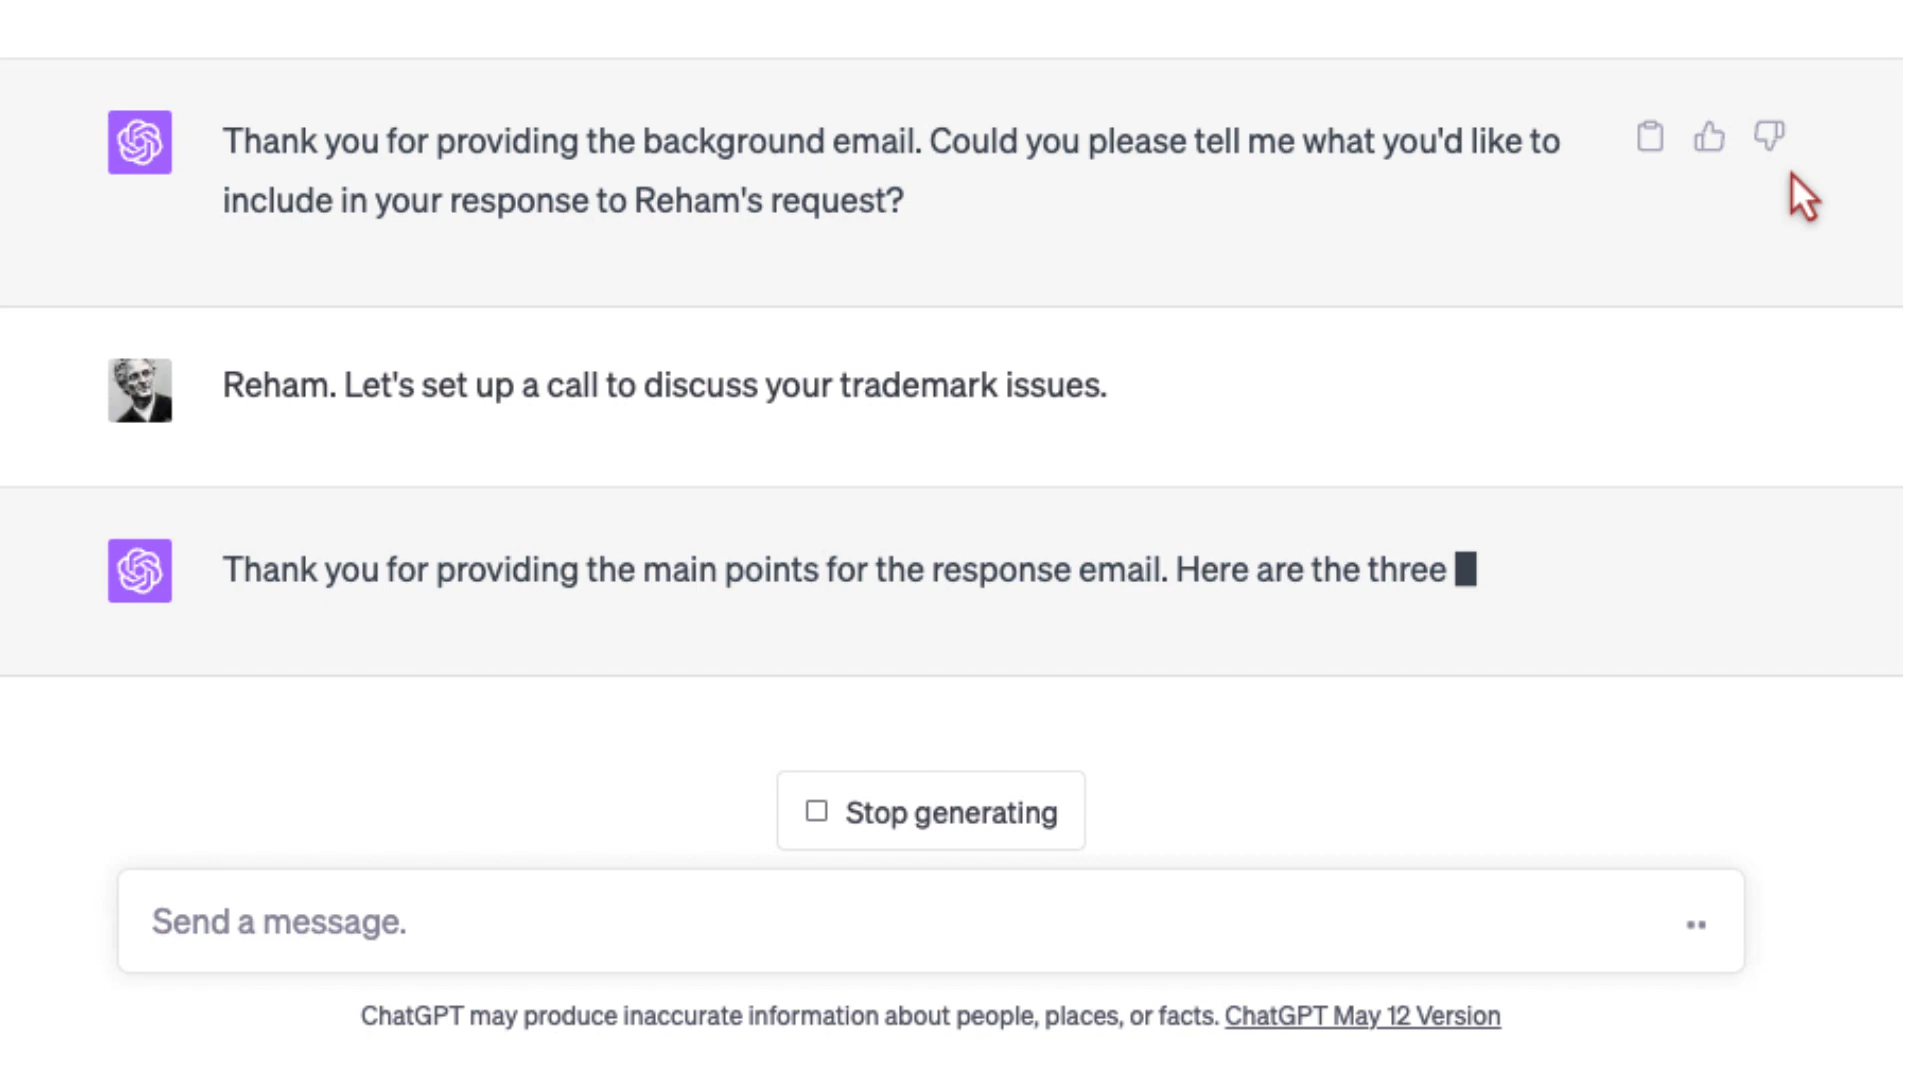 Thank you for providing the background email. Could you please tell me what you'd like to
include in your response to Reham's request?
Reham. Let's set up a call to discuss your trademark issues.
Thank you for providing the main points for the response email. Here are the three
Stop generating
Send a message.
ChatGPT may produce inaccurate information about people, places, or facts. ChatGPT May 12 Version